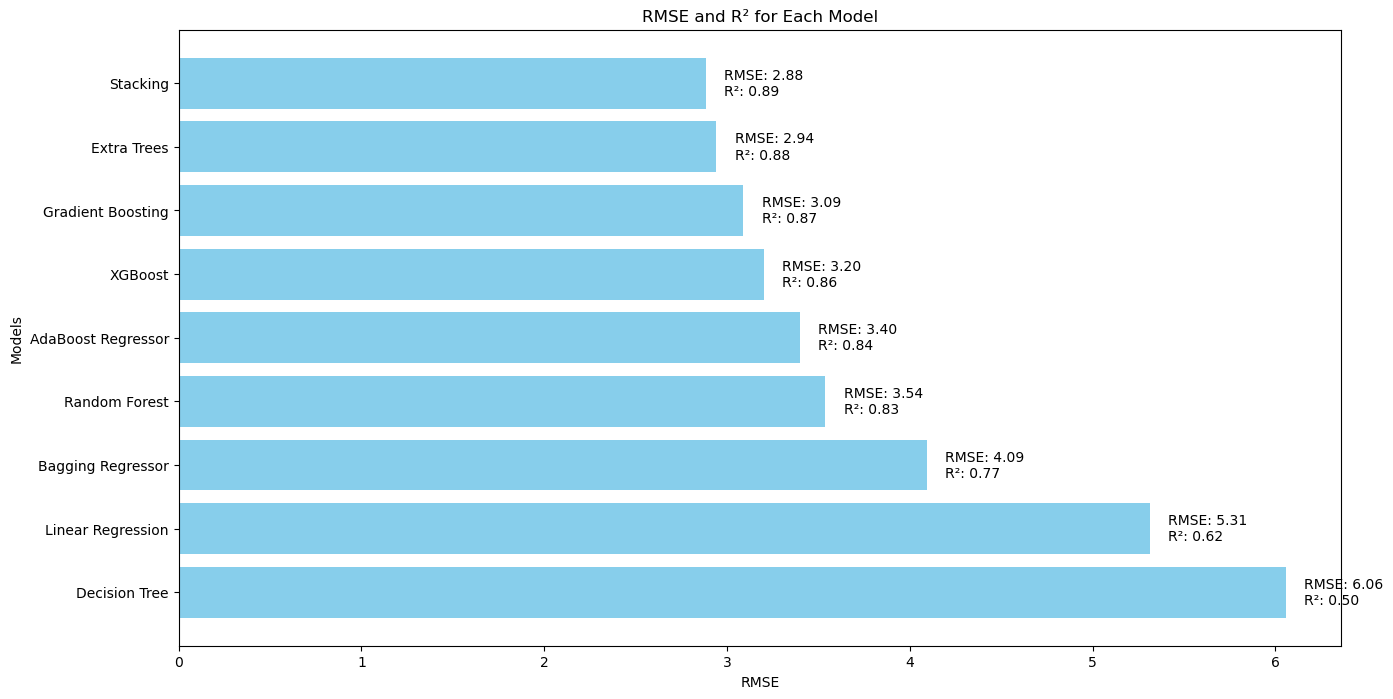 RMSE and R² for Each Model
Models
Stacking
RMSE: 2.88
R²: 0.89
Extra Trees
RMSE: 2.94
R²: 0.88
Gradient Boosting
RMSE: 3.09
R²: 0.87
XGBoost
RMSE: 3.20
R²: 0.86
AdaBoost Regressor
RMSE: 3.40
R²: 0.84
Random Forest
RMSE: 3.54
R²: 0.83
Bagging Regressor
RMSE: 4.09
R²: 0.77
Linear Regression
RMSE: 5.31
R²: 0.62
Decision Tree
RMSE: 6.06
R²: 0.50
0 1 2 3 4 5 6
RMSE